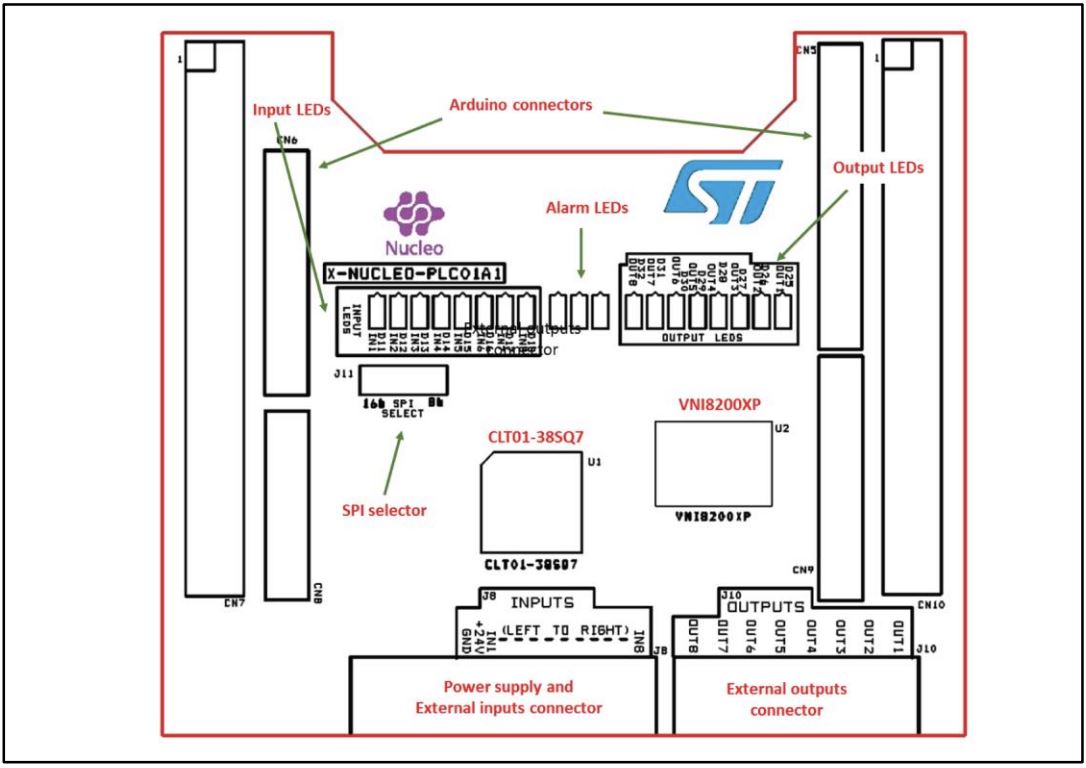 CN5
1
1
Input LEDs
Arduino connectors
CN6
Output LEDs
Alarm LEDs
Nucleo
ST
X-NUCLEO-PLC01A1
OUT8
D32
OUT7
D31
OUT6
D30
OUT5
D29
OUT4
D28
OUT3
D27
OUT2
D26
OUT1
D25
INPUT
LEDS
IN1
D11
IN2
D12
IN3
D13
IN4
D14
IN5
D15
IN6
D16
External outputs
connector
OUTPUT LEDS
J11
16b SPI 8b
SELECT
VNI8200XP
U2
CLT01-38SQ7
U1
SPI selector
VNI8200XP
CLT01-38SQ7
CN9
CN8
CN7
CN10
J8
INPUTS
J10
OUTPUTS
GND
+24V
IN1
(LEFT TO RIGHT)
IN8
J8
OUT8
OUT7
OUT6
OUT5
OUT4
OUT3
OUT2
OUT1
J10
Power supply and
External inputs connector
External outputs
connector